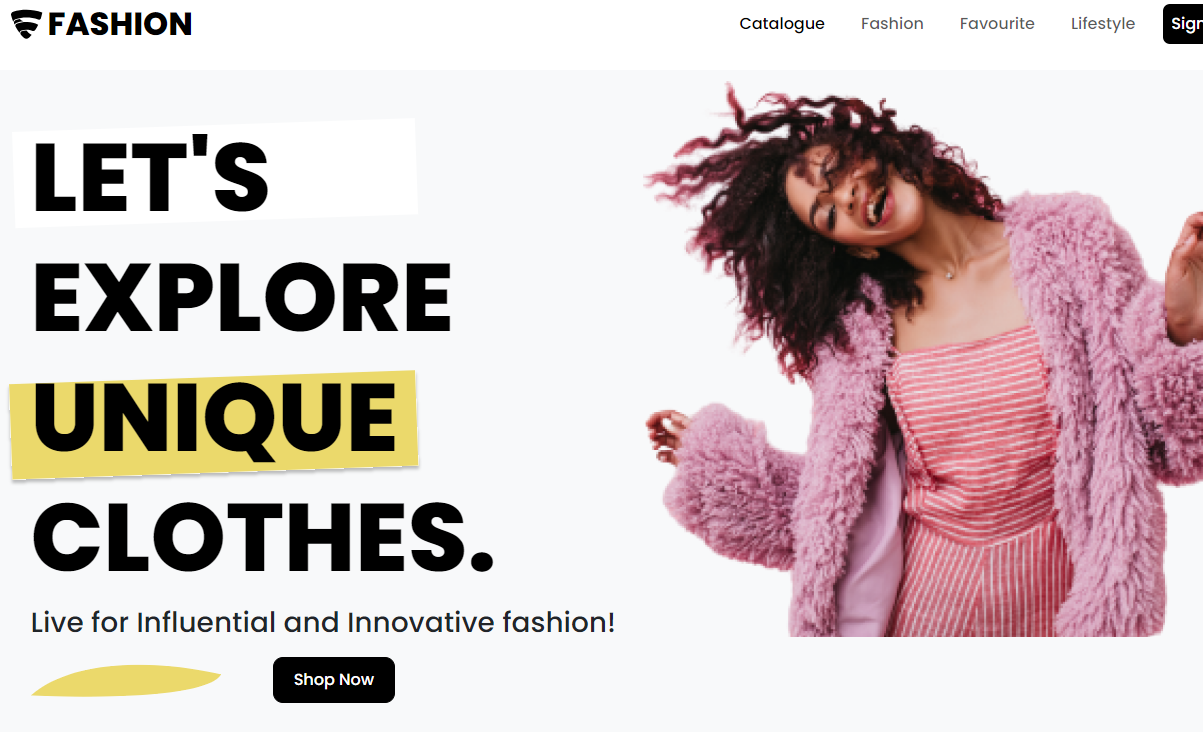 FASHION
Catalogue Fashion Favourite Lifestyle Sign
LET'S
EXPLORE
UNIQUE
CLOTHES.
Live for Influential and Innovative fashion!
Shop Now